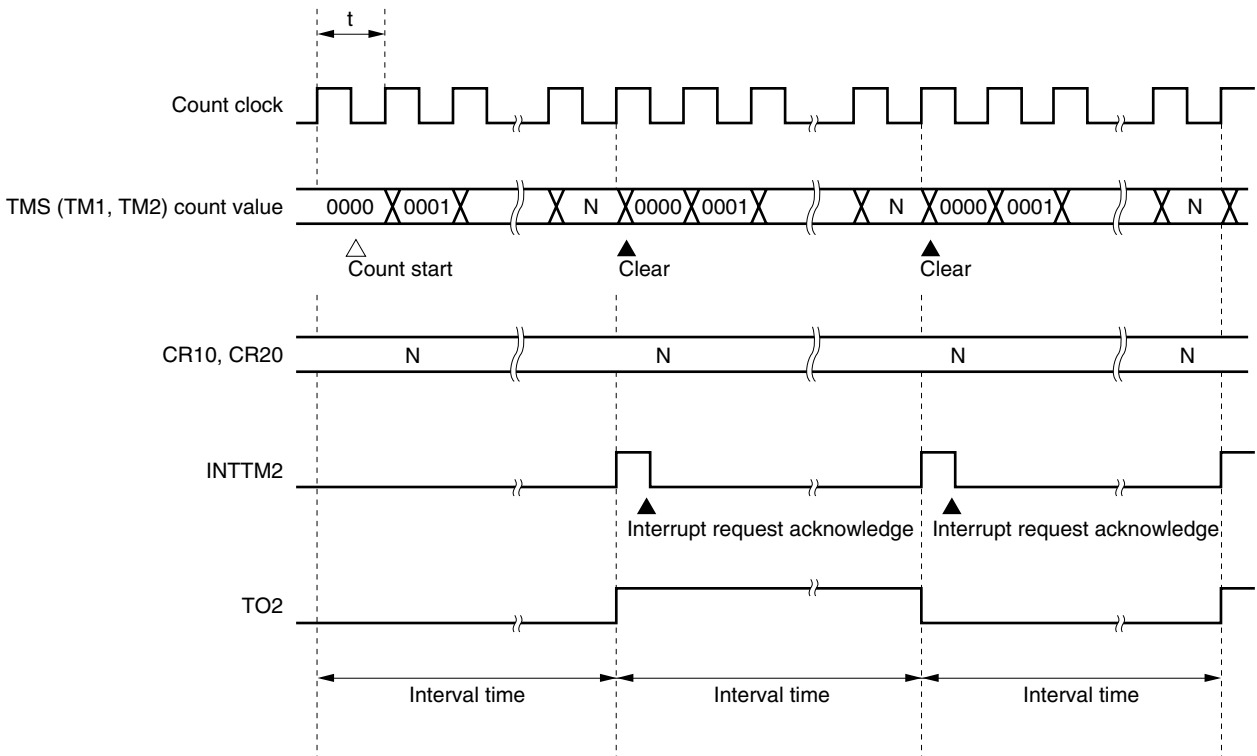 t
Count clock
TMS (TM1, TM2) count value
0000 0001 N 0000 0001 N 0000 0001 N
Count start Clear Clear
CR10, CR20
N N N N
INTTM2
Interrupt request acknowledge Interrupt request acknowledge
TO2
Interval time Interval time Interval time